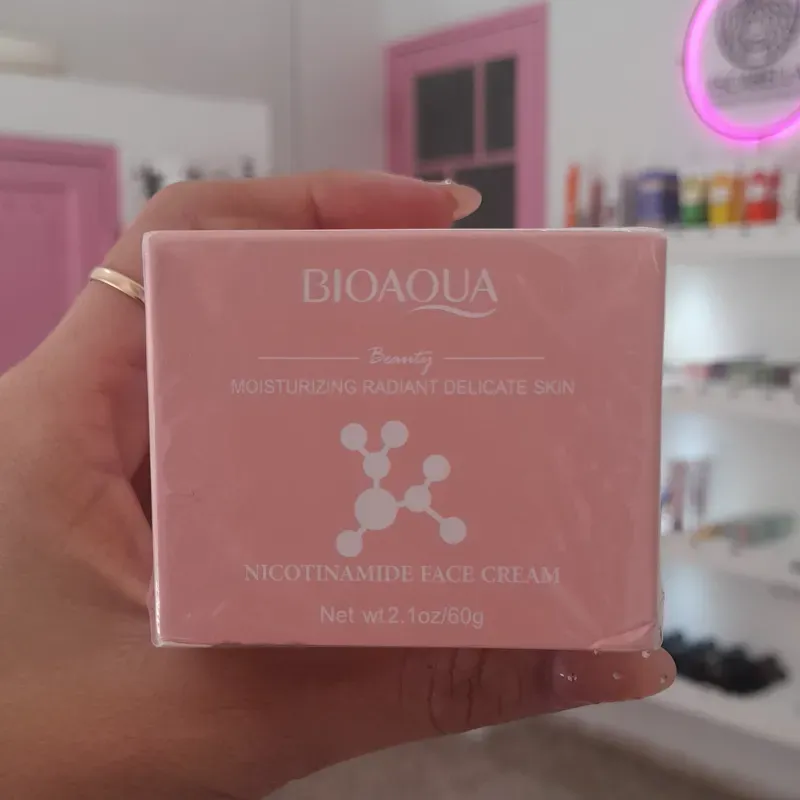 BIOAQUA
Beauty
MOISTURIZING RADIANT DELICATE SKIN
NICOTINAMIDE FACE CREAM
Net wt.2.1oz/60g